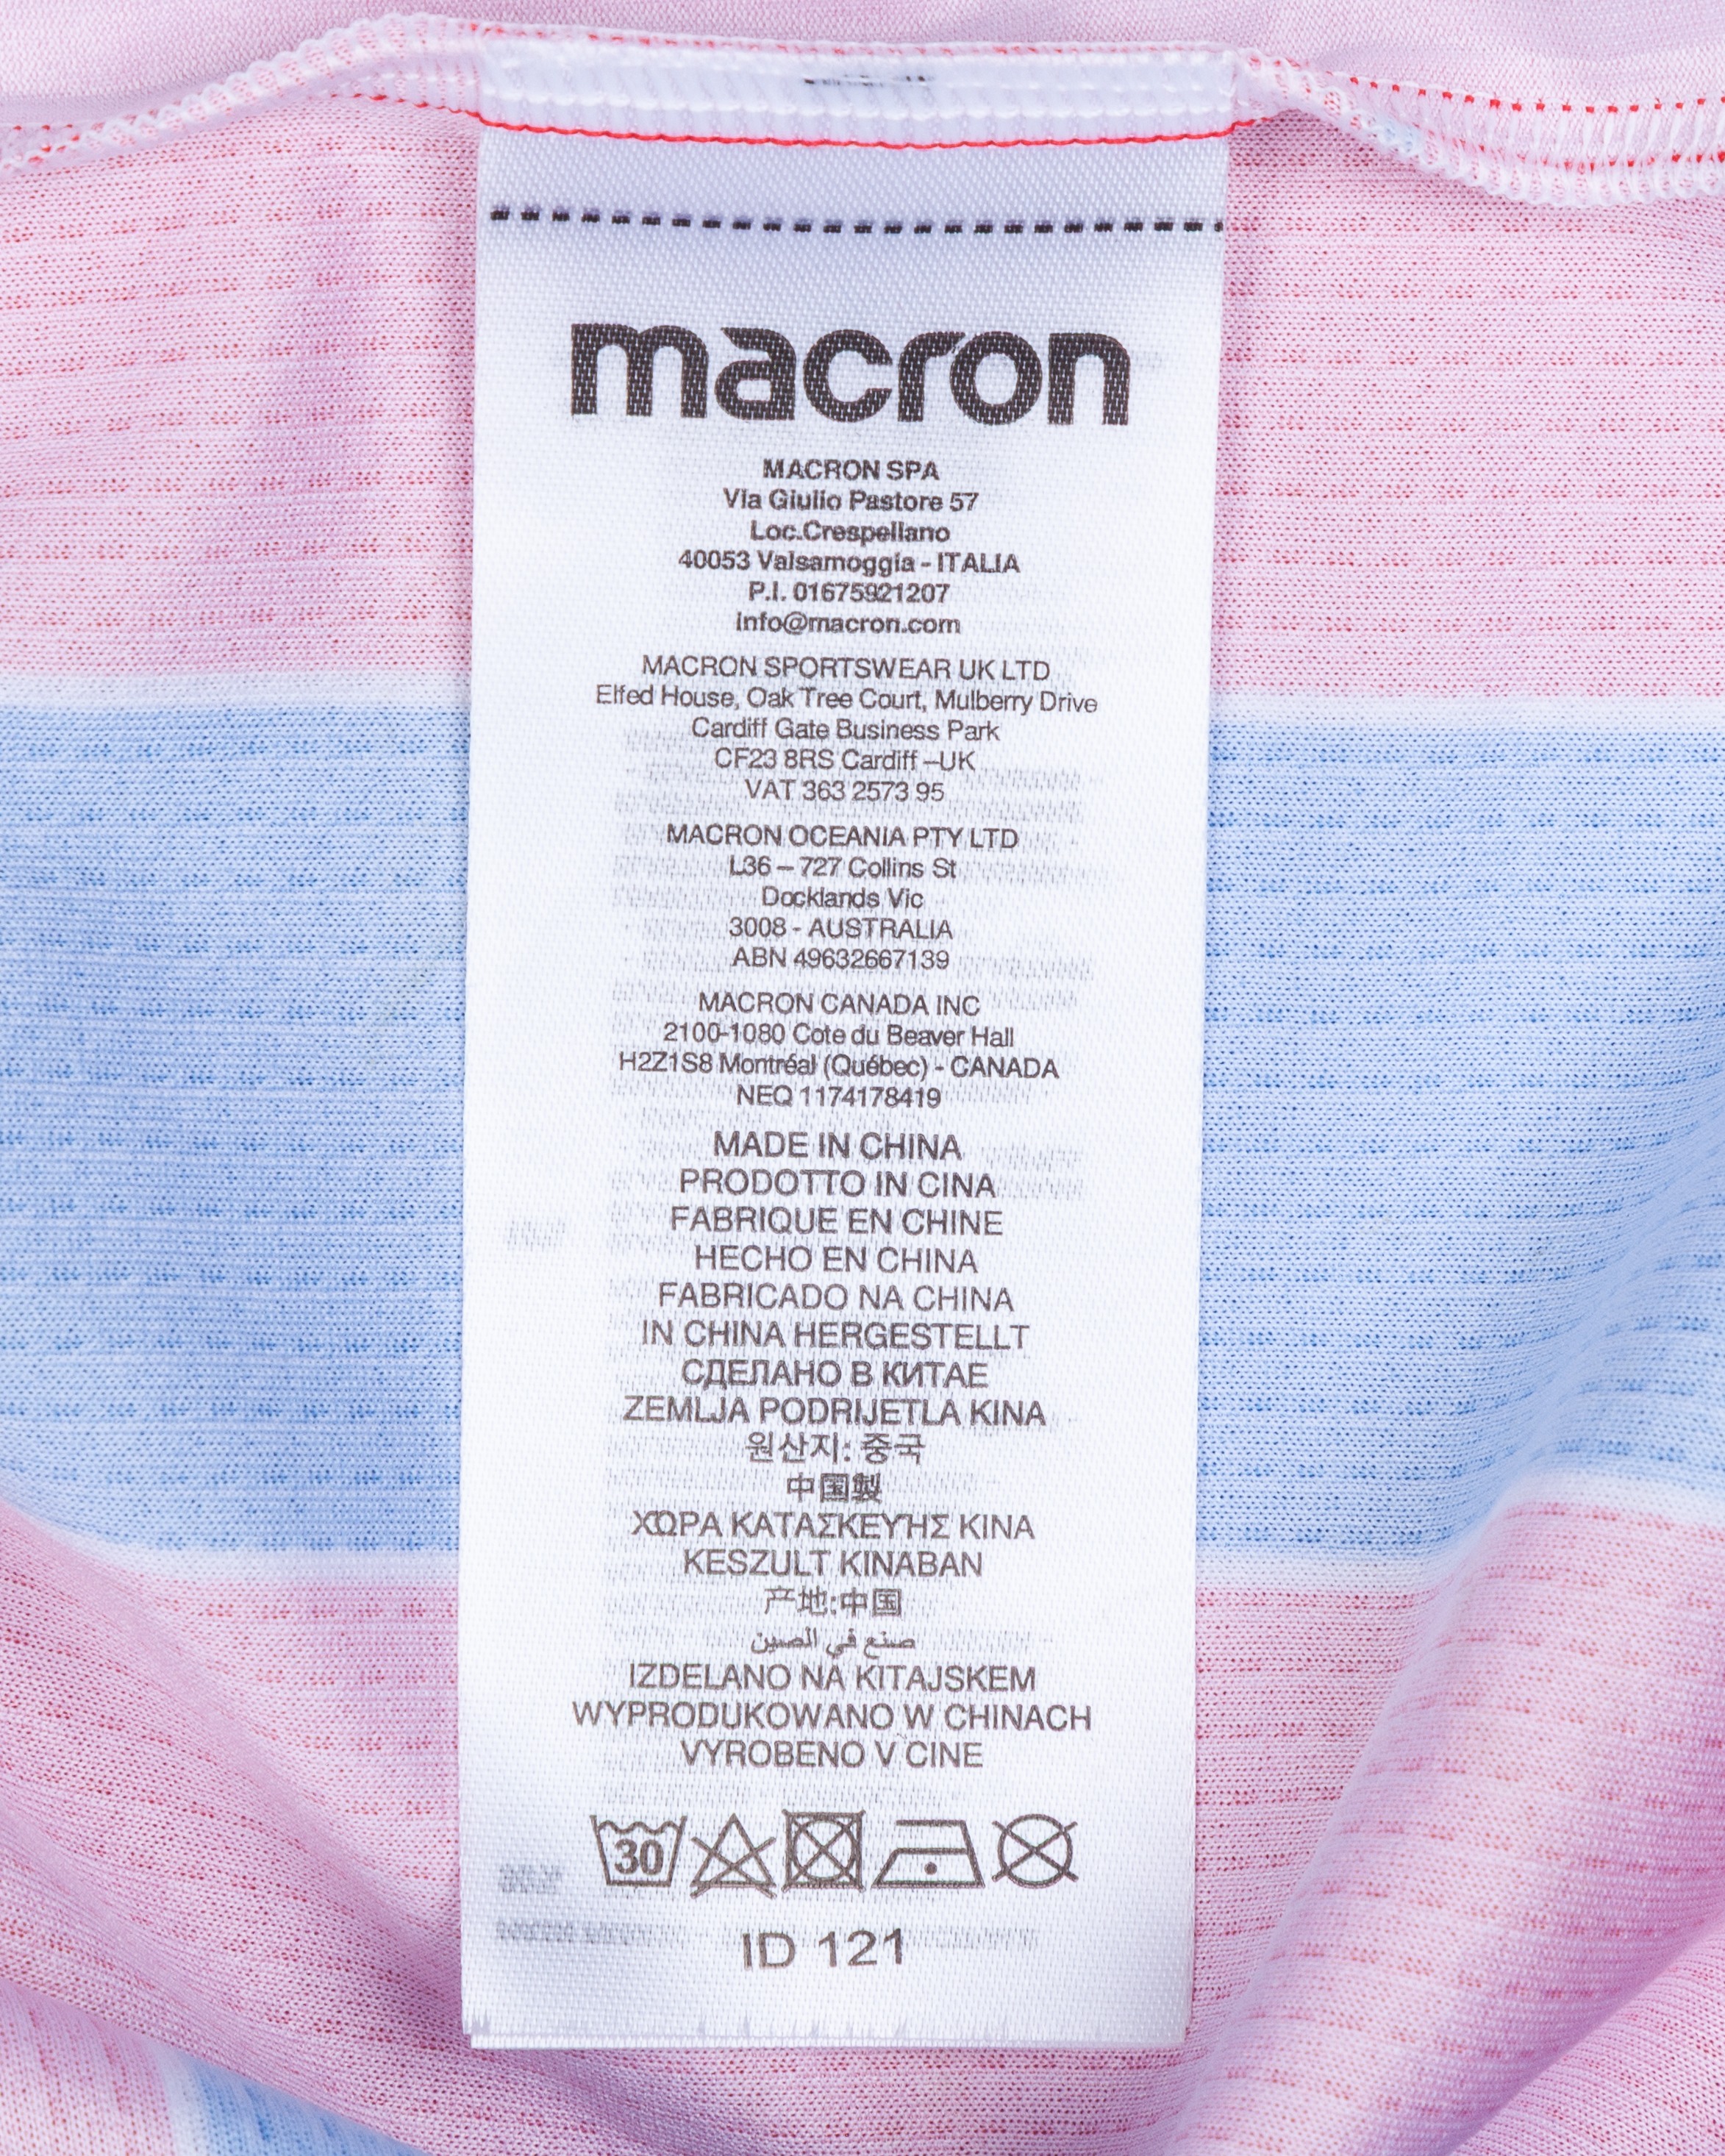 macron
MACRON SPA
Via Giulio Pastore 57
Loc.Crespellano
40053 Valsamoggia - ITALIA
P.I. 01675921207
info@macron.com
MACRON SPORTSWEAR UK LTD
Elfed House, Oak Tree Court, Mulberry Drive
Cardiff Gate Business Park
CF23 8RS Cardiff –UK
VAT 363 2573 95
MACRON OCEANIA PTY LTD
L36 – 727 Collins St
Docklands Vic
3008 - AUSTRALIA
ABN 49632667139
MACRON CANADA INC
2100-1080 Cote du Beaver Hall
H2Z1S8 Montréal (Québec) - CANADA
NEQ 1174178419
MADE IN CHINA
PRODOTTO IN CINA
FABRIQUE EN CHINE
HECHO EN CHINA
FABRICADO NA CHINA
IN CHINA HERGESTELLT
СДЕЛАНО В КИТАЕ
ZEMLJA PODRIJETLA KINA
원산지: 중국
中国製
ΧΩΡΑ ΚΑΤΑΣΚΕΥΉΣ ΚΙΝΑ
KESZULT KINABAN
产地:中国
صنع في الصين
IZDELANO NA KITAJSKEM
WYPRODUKOWANO W CHINACH
VYROBENO V CINE
30
ID 121